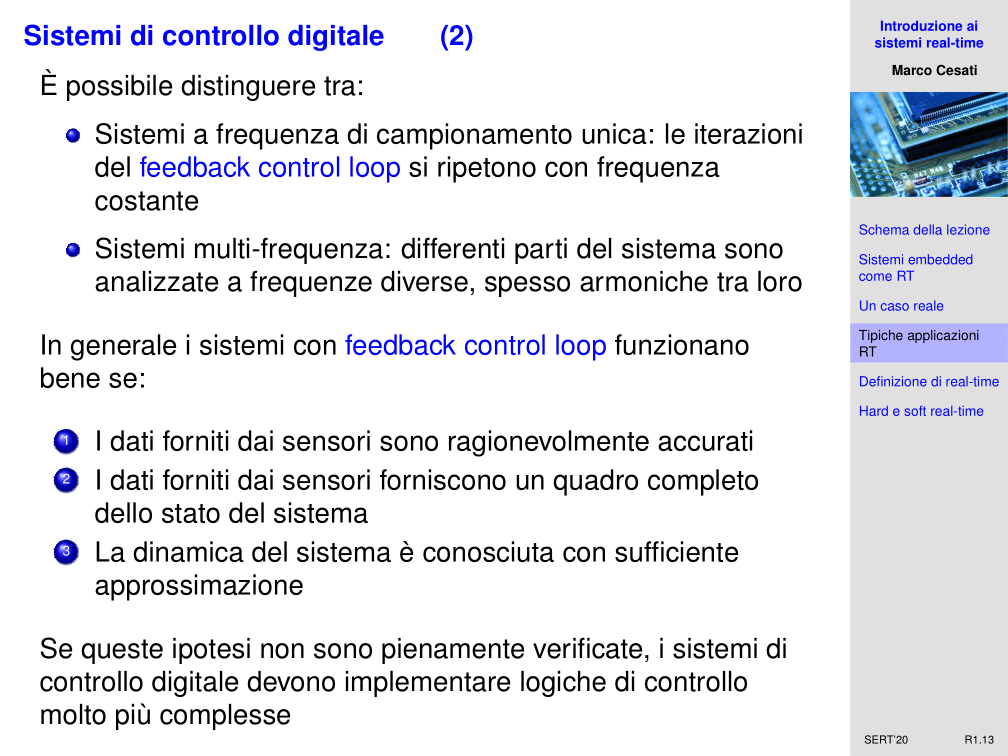 Sistemi di controllo digitale (2)
È possibile distinguere tra:
Sistemi a frequenza di campionamento unica: le iterazioni
del feedback control loop si ripetono con frequenza
costante
Sistemi multi-frequenza: differenti parti del sistema sono
analizzate a frequenze diverse, spesso armoniche tra loro
In generale i sistemi con feedback control loop funzionano
bene se:
1 I dati forniti dai sensori sono ragionevolmente accurati
2 I dati forniti dai sensori forniscono un quadro completo
dello stato del sistema
3 La dinamica del sistema è conosciuta con sufficiente
approssimazione
Se queste ipotesi non sono pienamente verificate, i sistemi di
controllo digitale devono implementare logiche di controllo
molto più complesse
Introduzione ai
sistemi real-time
Marco Cesati
R47 R46
Schema della lezione
Sistemi embedded
come RT
Un caso reale
Tipiche applicazioni
RT
Definizione di real-time
Hard e soft real-time
SERT'20 R1.13